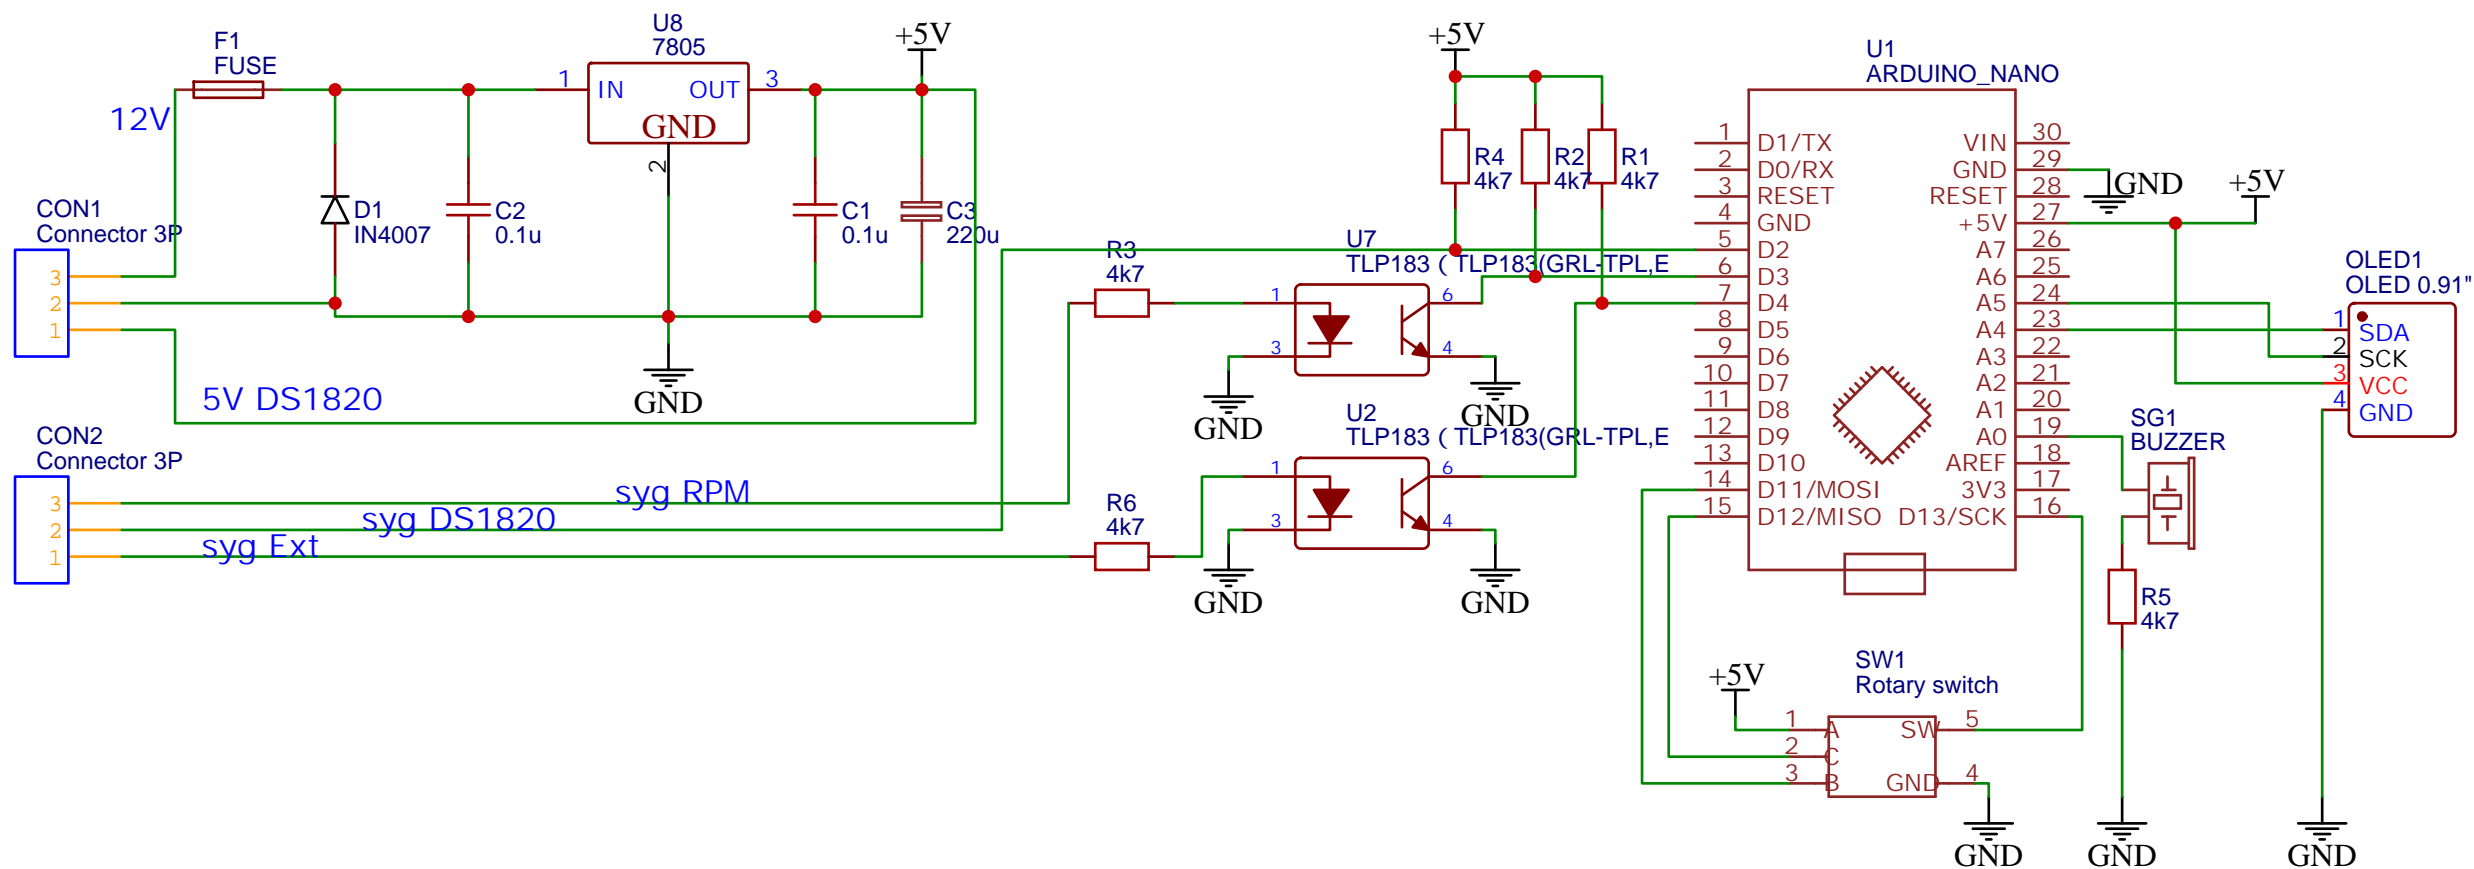 F1
FUSE
12V
U8
7805
1
IN
OUT
3
GND
2
+5V
D1
IN4007
C2
0.1u
C1
0.1u
C3
220u
CON1
Connector 3P
3
2
1
5V DS1820
GND
CON2
Connector 3P
3
2
1
syg RPM
syg DS1820
syg Ext
R3
4k7
R6
4k7
+5V
R4
4k7
R2
4k7
R1
4k7
U7
TLP183 ( TLP183(GRL-TPL,E
1
3
6
4
GND
GND
U2
TLP183 ( TLP183(GRL-TPL,E
1
3
6
4
GND
GND
U1
ARDUINO_NANO
1 D1/TX VIN 30
2 D0/RX GND 29
3 RESET RESET 28
4 GND +5V 27
5 D2 A7 26
6 D3 A6 25
7 D4 A5 24
8 D5 A4 23
9 D6 A3 22
10 D7 A2 21
11 D8 A1 20
12 D9 A0 19
13 D10 AREF 18
14 D11/MOSI 3V3 17
15 D12/MISO D13/SCK 16
GND
+5V
OLED1
OLED 0.91"
1 SDA
2 SCK
3 VCC
4 GND
SG1
BUZZER
R5
4k7
SW1
Rotary switch
+5V
1 A SW 5
2 C
3 B GND 4
GND
GND
GND